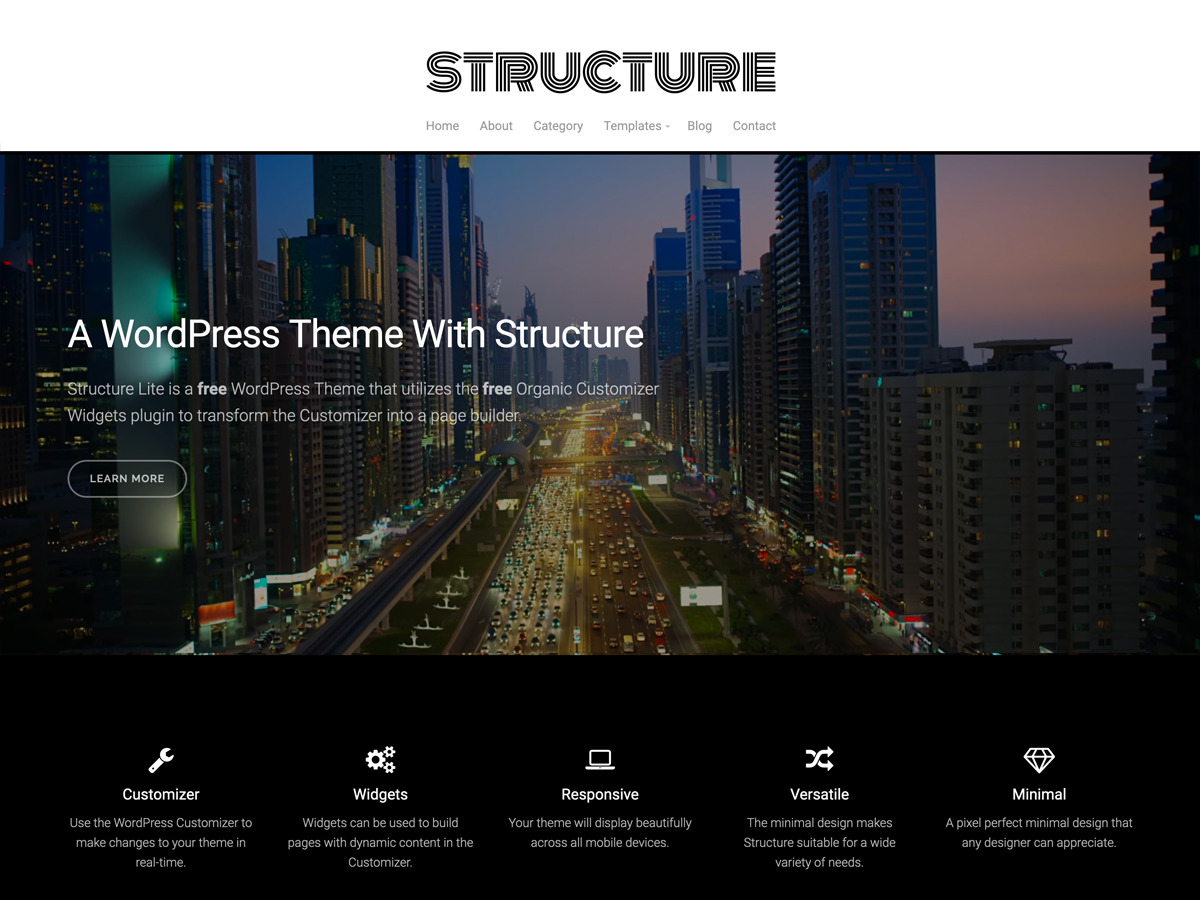 STRUCTURE
Home About Category Templates Blog Contact
A WordPress Theme With Structure
Structure Lite is a free WordPress Theme that utilizes the free Organic Customizer
Widgets plugin to transform the Customizer into a page builder.
LEARN MORE
Customizer
Use the WordPress Customizer to
make changes to your theme in
real-time.
Widgets
Widgets can be used to build
pages with dynamic content in the
Customizer.
Responsive
Your theme will display beautifully
across all mobile devices.
Versatile
The minimal design makes
Structure suitable for a wide
variety of needs.
Minimal
A pixel perfect minimal design that
any designer can appreciate.